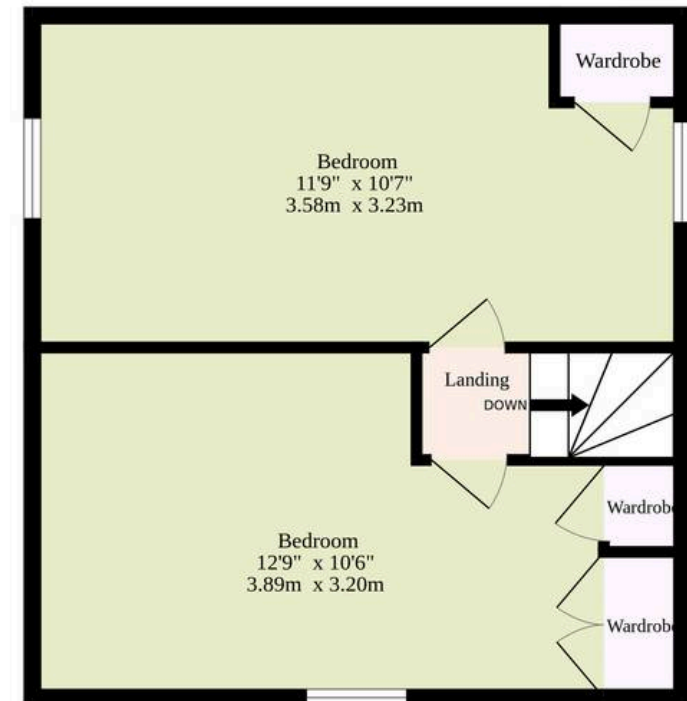 Wardrobe
Bedroom
11'9" x 10'7"
3.58m x 3.23m
Landing
DOWN
Wardrobe
Bedroom
12'9" x 10'6"
3.89m x 3.20m
Wardrobe